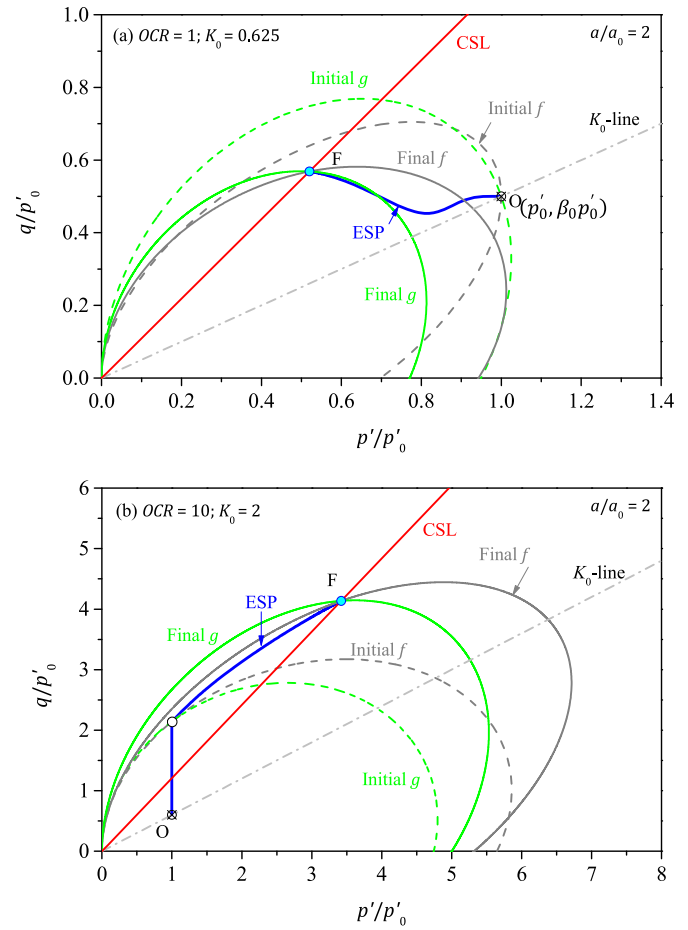 (a) OCR = 1; K₀ = 0.625
CSL
a/a₀ = 2
Initial g
Initial f
K₀-line
F
Final f
O (p′₀, β₀p′₀)
ESP
Final g
q/p′₀
1.0
0.8
0.6
0.4
0.2
0.0
0.0 0.2 0.4 0.6 0.8 1.0 1.2 1.4
p′/p′₀
(b) OCR = 10; K₀ = 2
a/a₀ = 2
CSL
Final f
F
K₀-line
ESP
Final g
Initial f
Initial g
O
q/p′₀
6
5
4
3
2
1
0
0 1 2 3 4 5 6 7 8
p′/p′₀